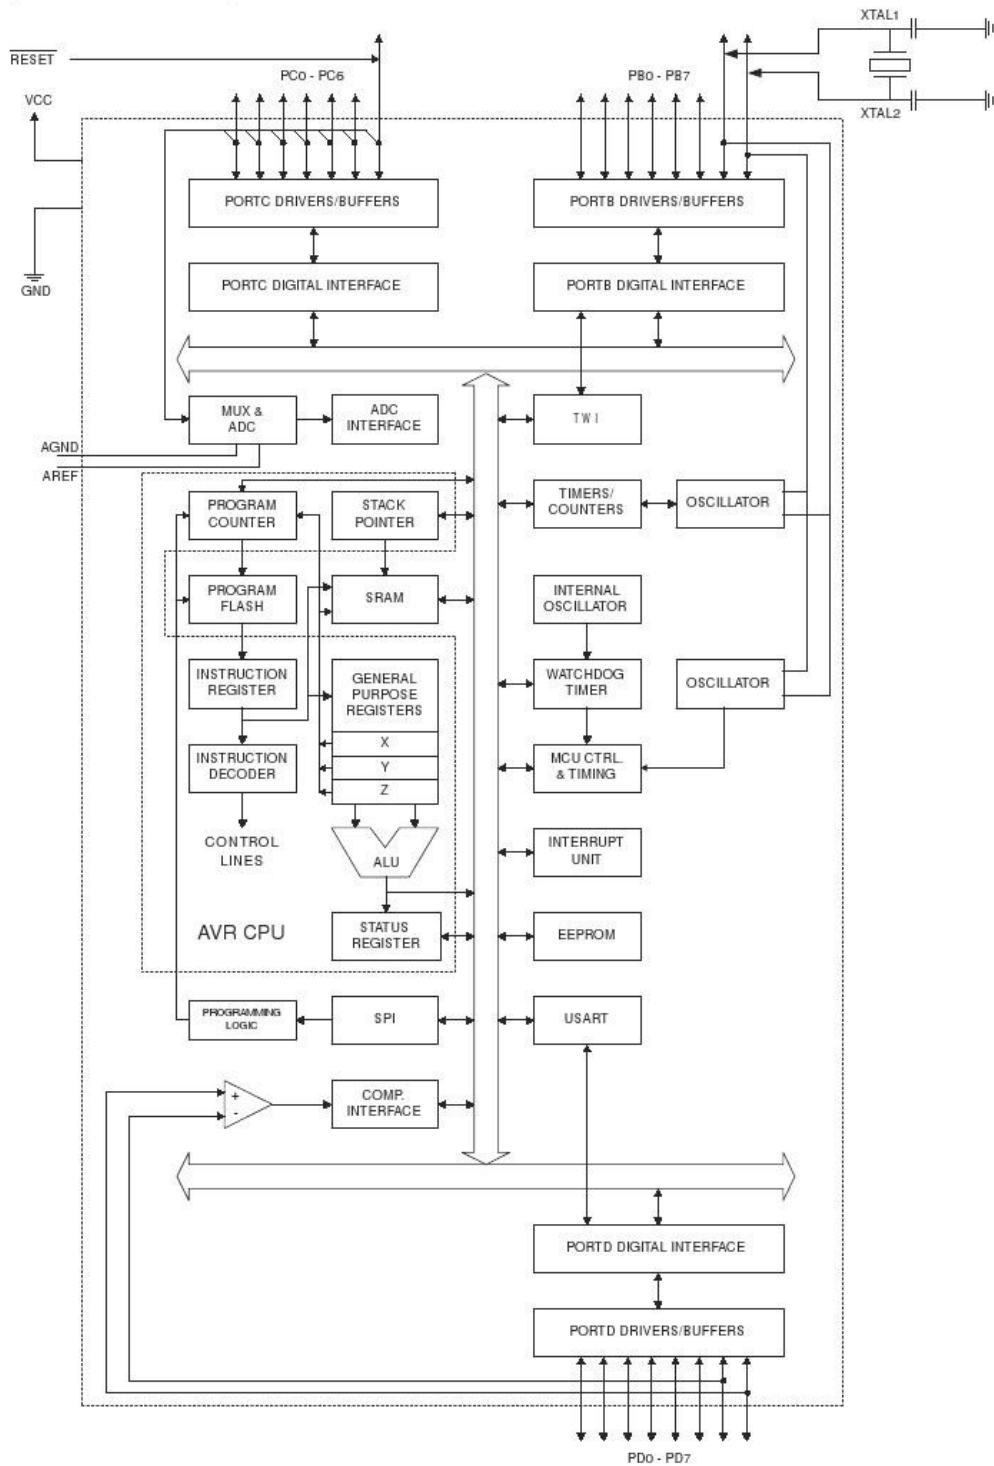 XTAL1
RESET
PC0 - PC6
PB0 - PB7
VCC
XTAL2
PORTC DRIVERS/BUFFERS
PORTB DRIVERS/BUFFERS
PORTC DIGITAL INTERFACE
PORTB DIGITAL INTERFACE
GND
MUX &
ADC
ADC
INTERFACE
TWI
AGND
AREF
PROGRAM
COUNTER
STACK
POINTER
TIMERS/
COUNTERS
OSCILLATOR
PROGRAM
FLASH
SRAM
INTERNAL
OSCILLATOR
INSTRUCTION
REGISTER
GENERAL
PURPOSE
REGISTERS
WATCHDOG
TIMER
OSCILLATOR
X
Y
Z
INSTRUCTION
DECODER
MCU CTRL.
& TIMING
CONTROL
LINES
ALU
INTERRUPT
UNIT
AVR CPU
STATUS
REGISTER
EEPROM
PROGRAMMING
LOGIC
SPI
USART
+
-
COMP.
INTERFACE
PORTD DIGITAL INTERFACE
PORTD DRIVERS/BUFFERS
PD0 - PD7